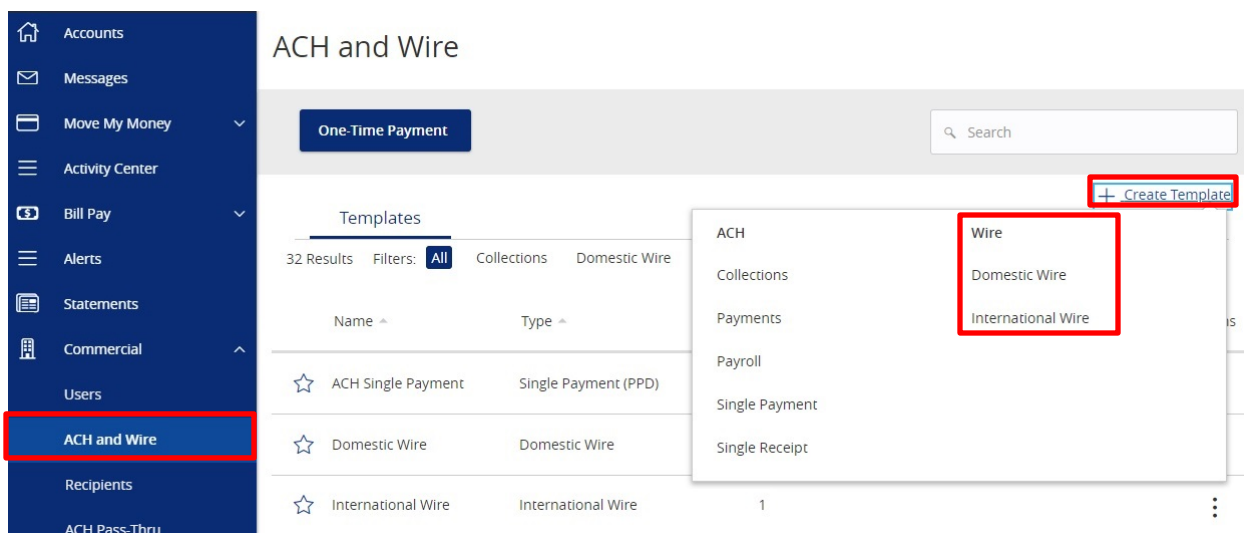 Accounts
Messages
Move My Money
Activity Center
Bill Pay
Alerts
Statements
Commercial
Users
ACH and Wire
Recipients
ACH Pass-Thru
ACH and Wire
One-Time Payment
Search
+ Create Template
Templates
32 Results Filters: All Collections Domestic Wire
Name Type
ACH Single Payment Single Payment (PPD)
Domestic Wire Domestic Wire
International Wire International Wire 1
ACH
Collections
Payments
Payroll
Single Payment
Single Receipt
Wire
Domestic Wire
International Wire